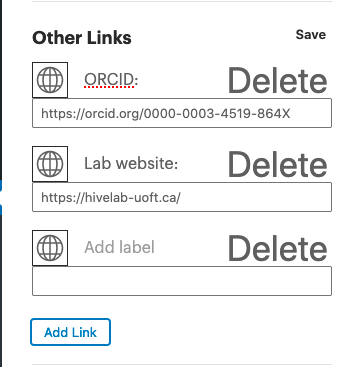 Other Links Save
ORCID: Delete
https://orcid.org/0000-0003-4519-864X
Lab website: Delete
https://hivelab-uoft.ca/
Add label Delete
Add Link